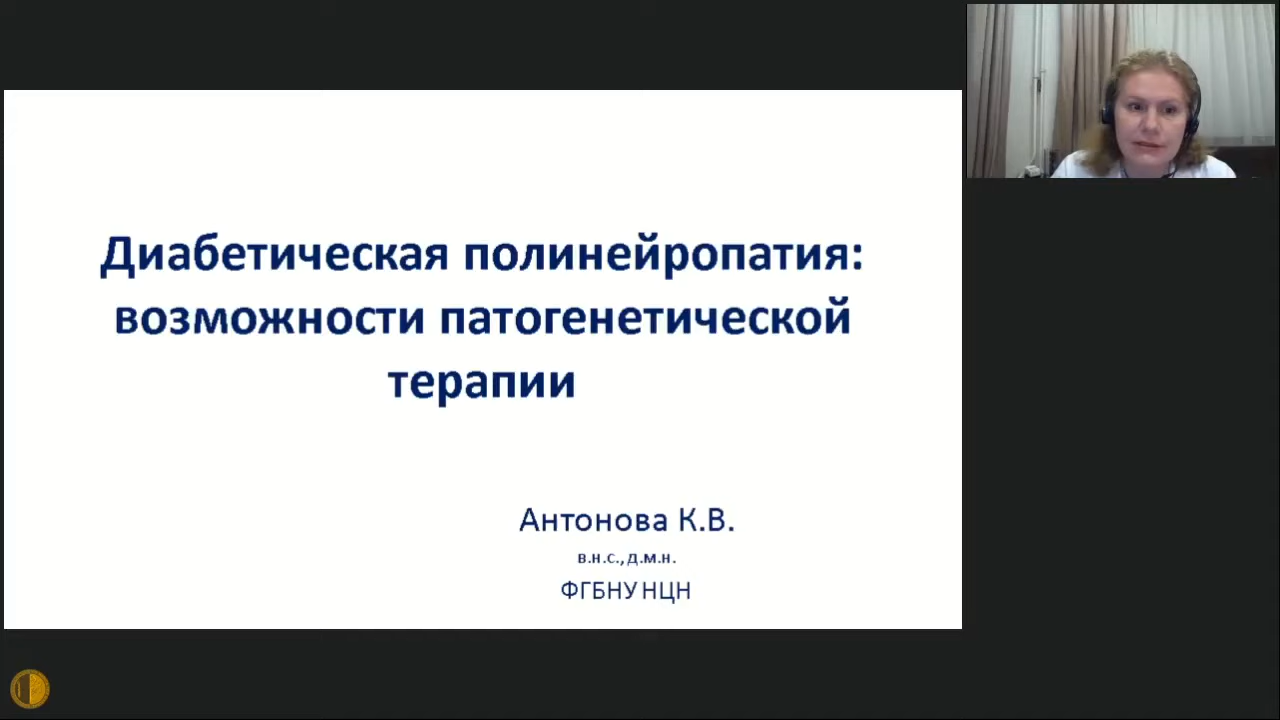 Диабетическая полинейропатия:
возможности патогенетической
терапии
Антонова К.В.
в.н.с., д.м.н.
ФГБНУ НЦН